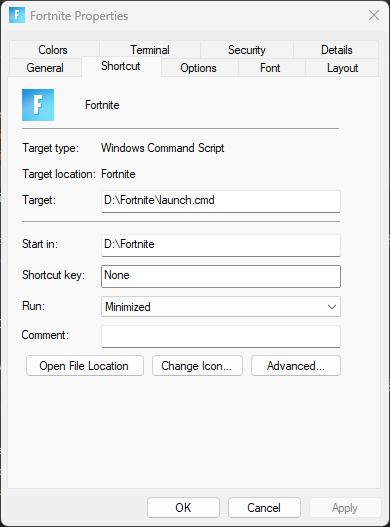 Fortnite Properties
Colors Terminal Security Details
General Shortcut Options Font Layout
F Fortnite
Target type: Windows Command Script
Target location: Fortnite
Target: D:\Fortnite\launch.cmd
Start in: D:\Fortnite
Shortcut key: None
Run: Minimized
Comment:
Open File Location Change Icon... Advanced...
OK Cancel Apply